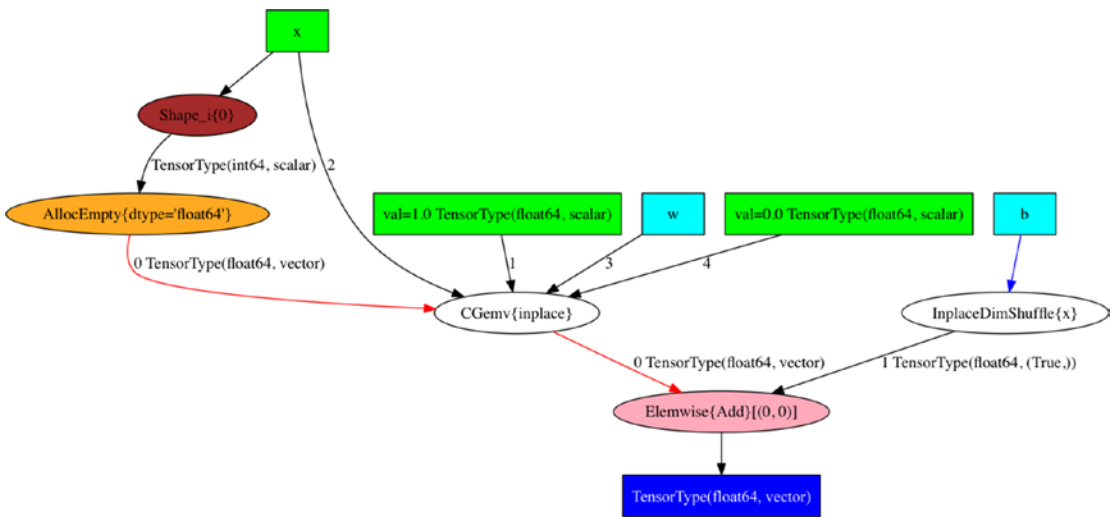 x
Shape_i{0}
TensorType(int64, scalar)
2
AllocEmpty{dtype='float64'}
val=1.0 TensorType(float64, scalar)
w
val=0.0 TensorType(float64, scalar)
b
0 TensorType(float64, vector)
1
3
4
CGemv{inplace}
InplaceDimShuffle{x}
0 TensorType(float64, vector)
1 TensorType(float64, (True,))
Elemwise{Add}[(0, 0)]
TensorType(float64, vector)